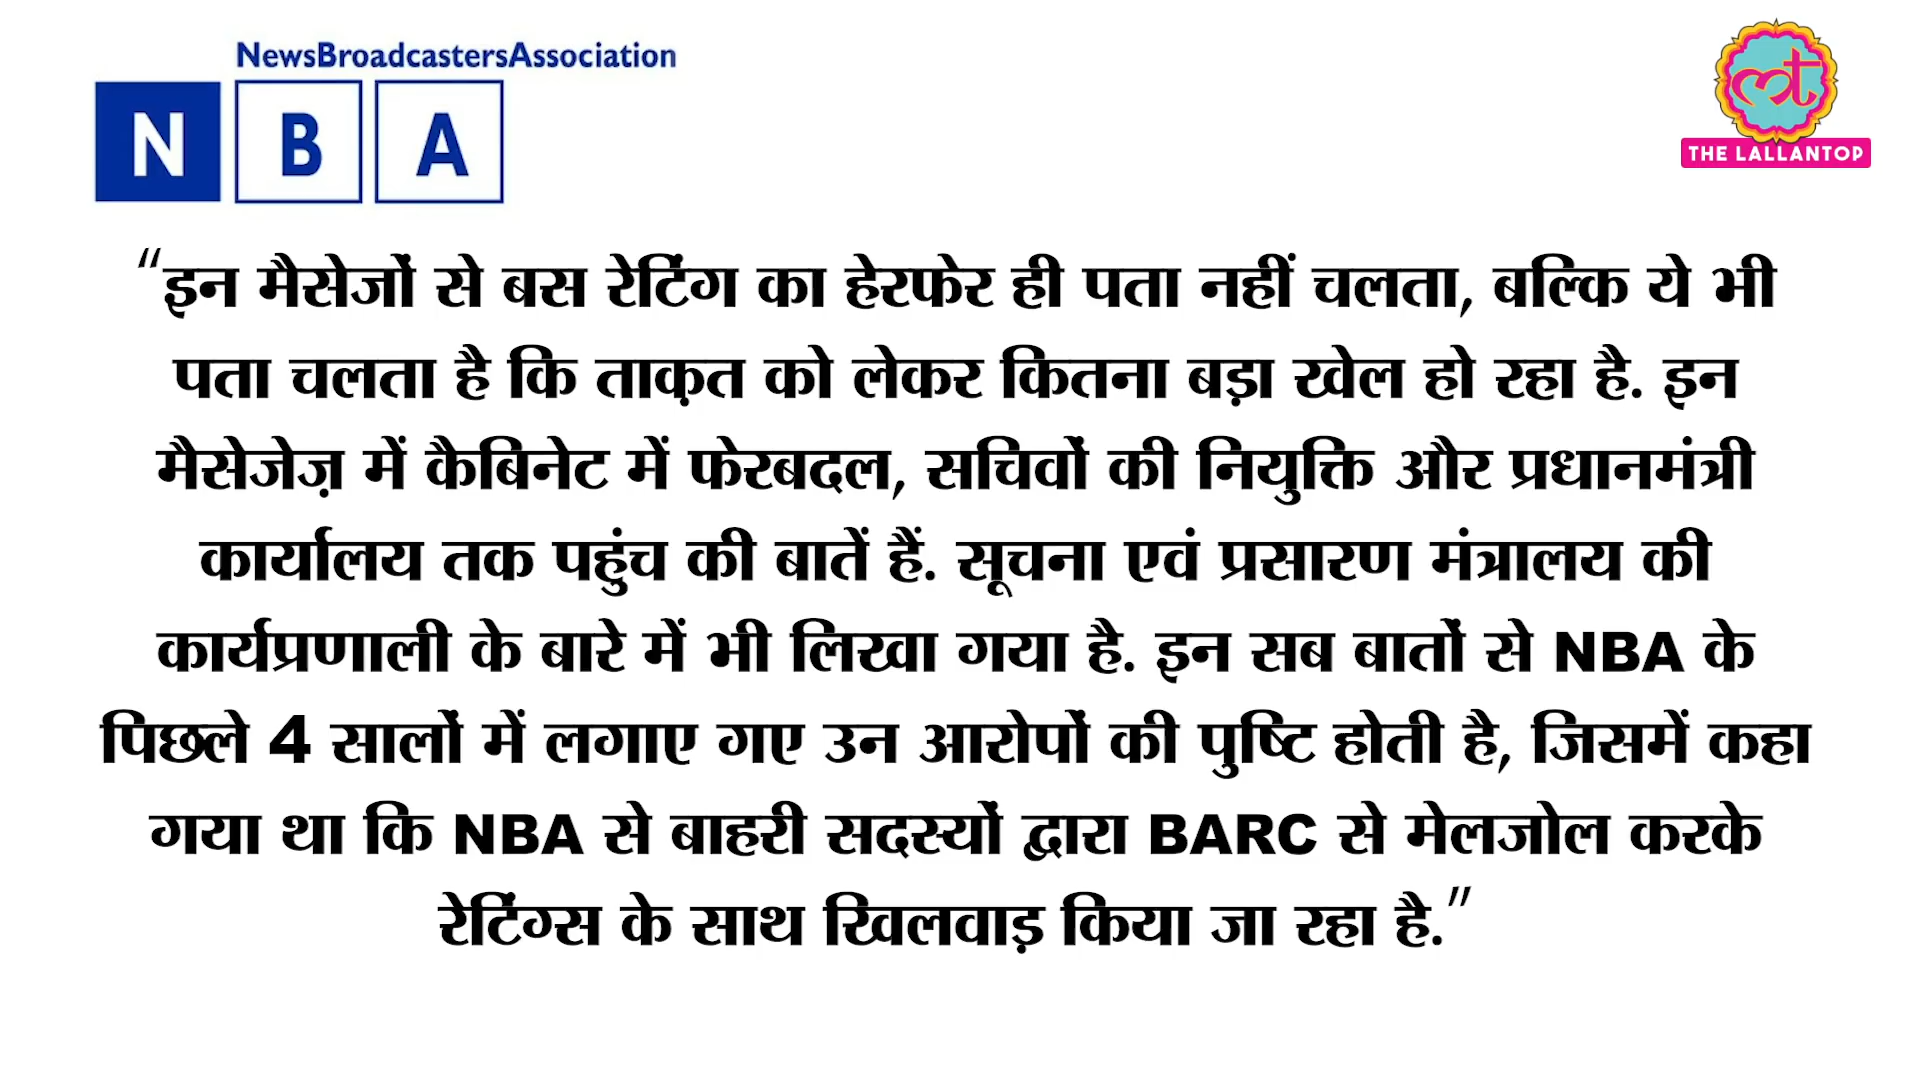 NewsBroadcastersAssociation
N B A
THE LALLANTOP
“इन मैसेजों से बस रेटिंग का हेरफेर ही पता नहीं चलता, बल्कि ये भी
पता चलता है कि ताक़त को लेकर कितना बड़ा खेल हो रहा है. इन
मैसेजेज़ में कैबिनेट में फेरबदल, सचिवों की नियुक्ति और प्रधानमंत्री
कार्यालय तक पहुंच की बातें हैं. सूचना एवं प्रसारण मंत्रालय की
कार्यप्रणाली के बारे में भी लिखा गया है. इन सब बातों से NBA के
पिछले 4 सालों में लगाए गए उन आरोपों की पुष्टि होती है, जिसमें कहा
गया था कि NBA से बाहरी सदस्यों द्वारा BARC से मेलजोल करके
रेटिंग्स के साथ खिलवाड़ किया जा रहा है.”